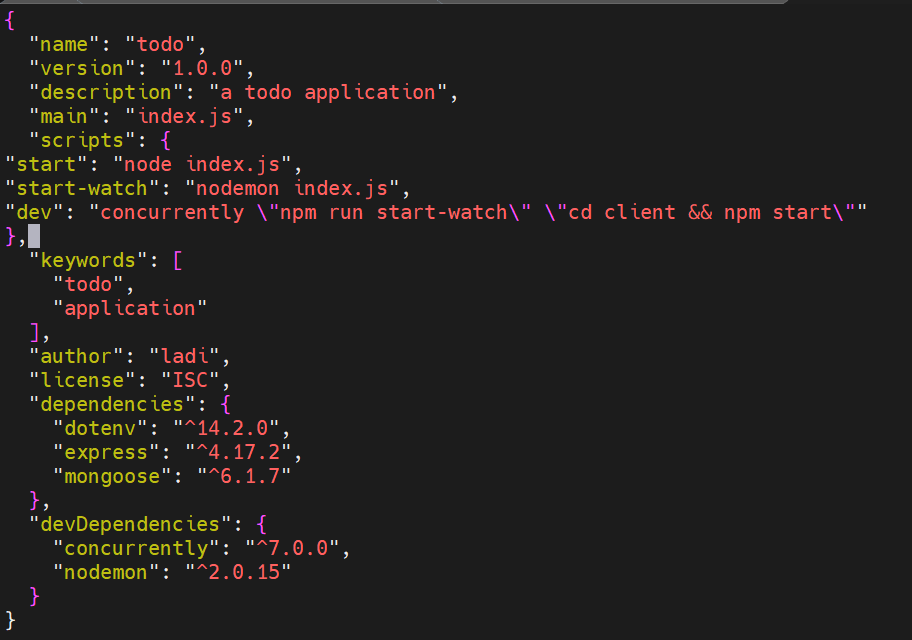 {
  "name": "todo",
  "version": "1.0.0",
  "description": "a todo application",
  "main": "index.js",
  "scripts": {
"start": "node index.js",
"start-watch": "nodemon index.js",
"dev": "concurrently \"npm run start-watch\" \"cd client && npm start\""
},
  "keywords": [
    "todo",
    "application"
  ],
  "author": "ladi",
  "license": "ISC",
  "dependencies": {
    "dotenv": "^14.2.0",
    "express": "^4.17.2",
    "mongoose": "^6.1.7"
  },
  "devDependencies": {
    "concurrently": "^7.0.0",
    "nodemon": "^2.0.15"
  }
}